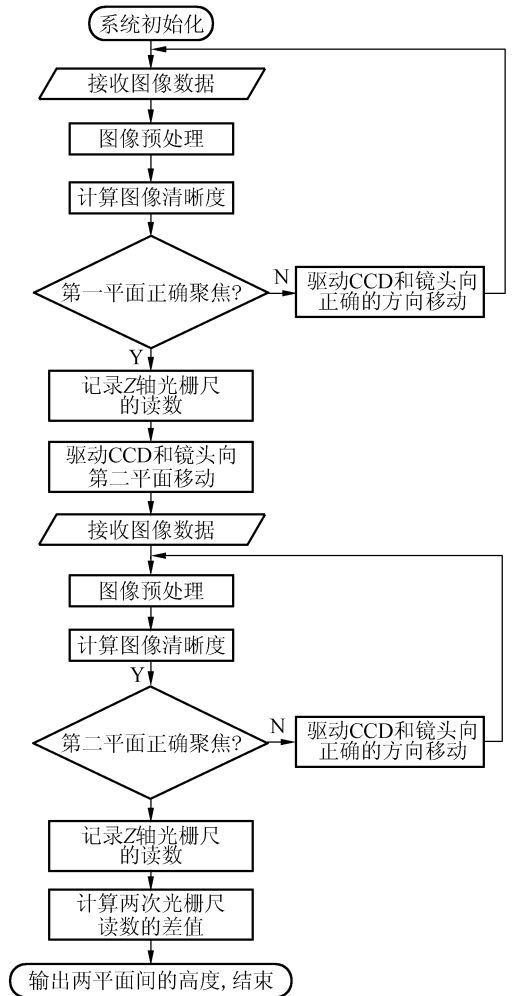 系统初始化
接收图像数据
图像预处理
计算图像清晰度
第一平面正确聚焦?
N
驱动CCD和镜头向
正确的方向移动
Y
记录Z轴光栅尺
的读数
驱动CCD和镜头向
第二平面移动
接收图像数据
图像预处理
计算图像清晰度
Y
第二平面正确聚焦?
N
驱动CCD和镜头向
正确的方向移动
记录Z轴光栅尺
的读数
计算两次光栅尺
读数的差值
输出两平面间的高度,结束